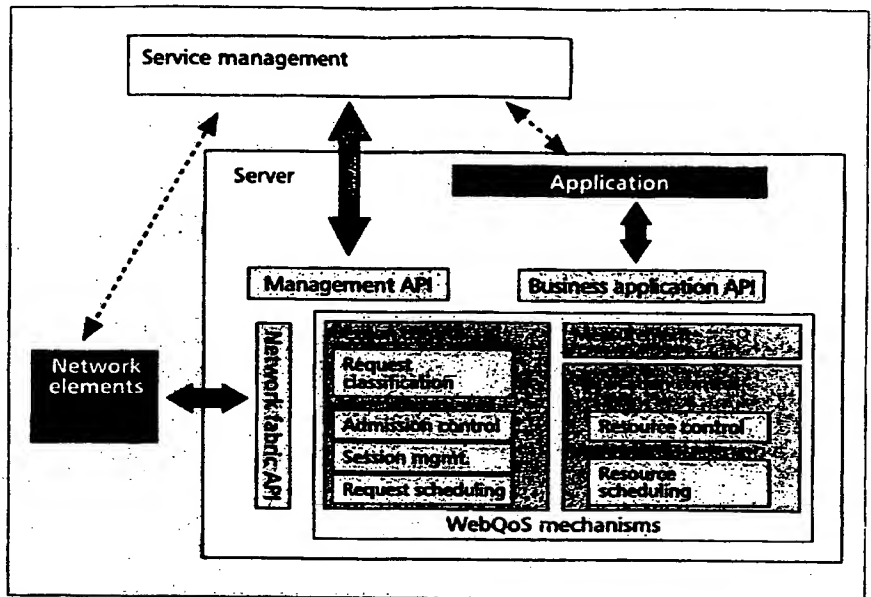 Service management
Server
Application
Management API
Business application API
Network
elements
Network fabric API
Request
classification
Admission control
Session mgmt.
Request scheduling
Resource control
Resource
scheduling
WebQoS mechanisms